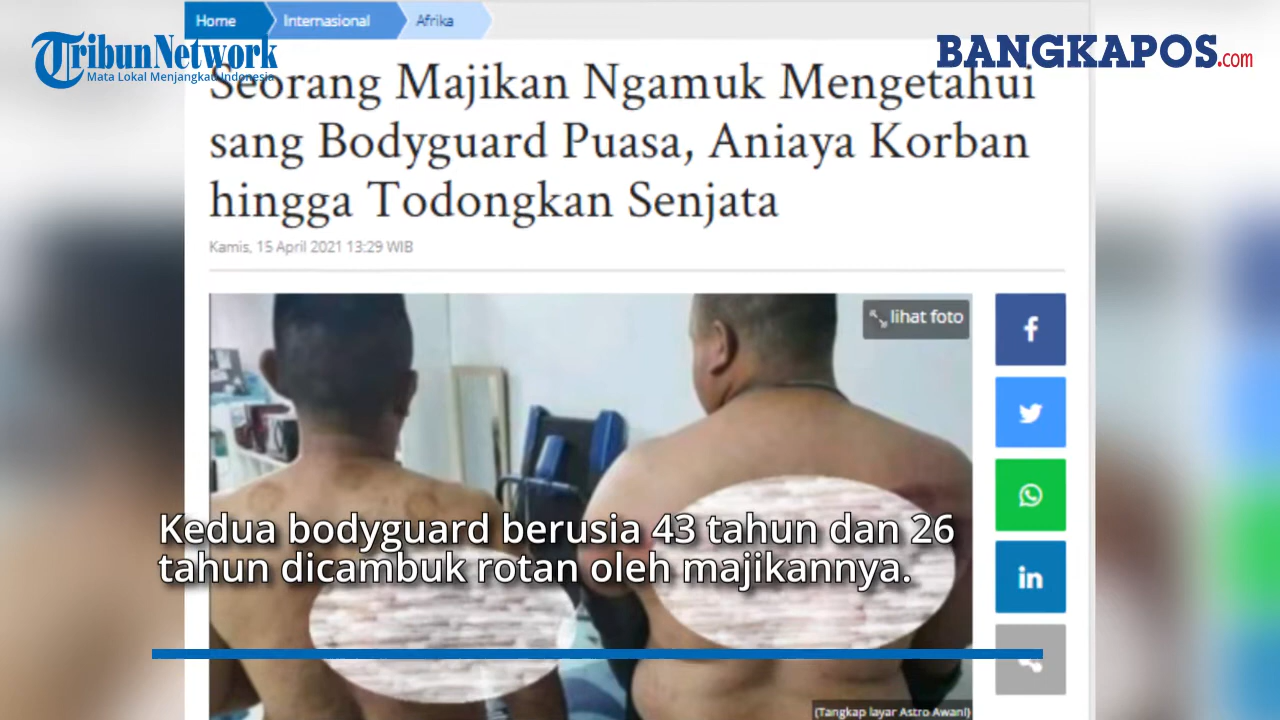 Home Internasional Afrika
TribunNetwork
Mata Lokal Menjangkau Indonesia
BANGKAPOS.com
Seorang Majikan Ngamuk Mengetahui
sang Bodyguard Puasa, Aniaya Korban
hingga Todongkan Senjata
Kamis, 15 April 2021 13:29 WIB
lihat foto
Kedua bodyguard berusia 43 tahun dan 26
tahun dicambuk rotan oleh majikannya.
(Tangkap layar Astro Awani)